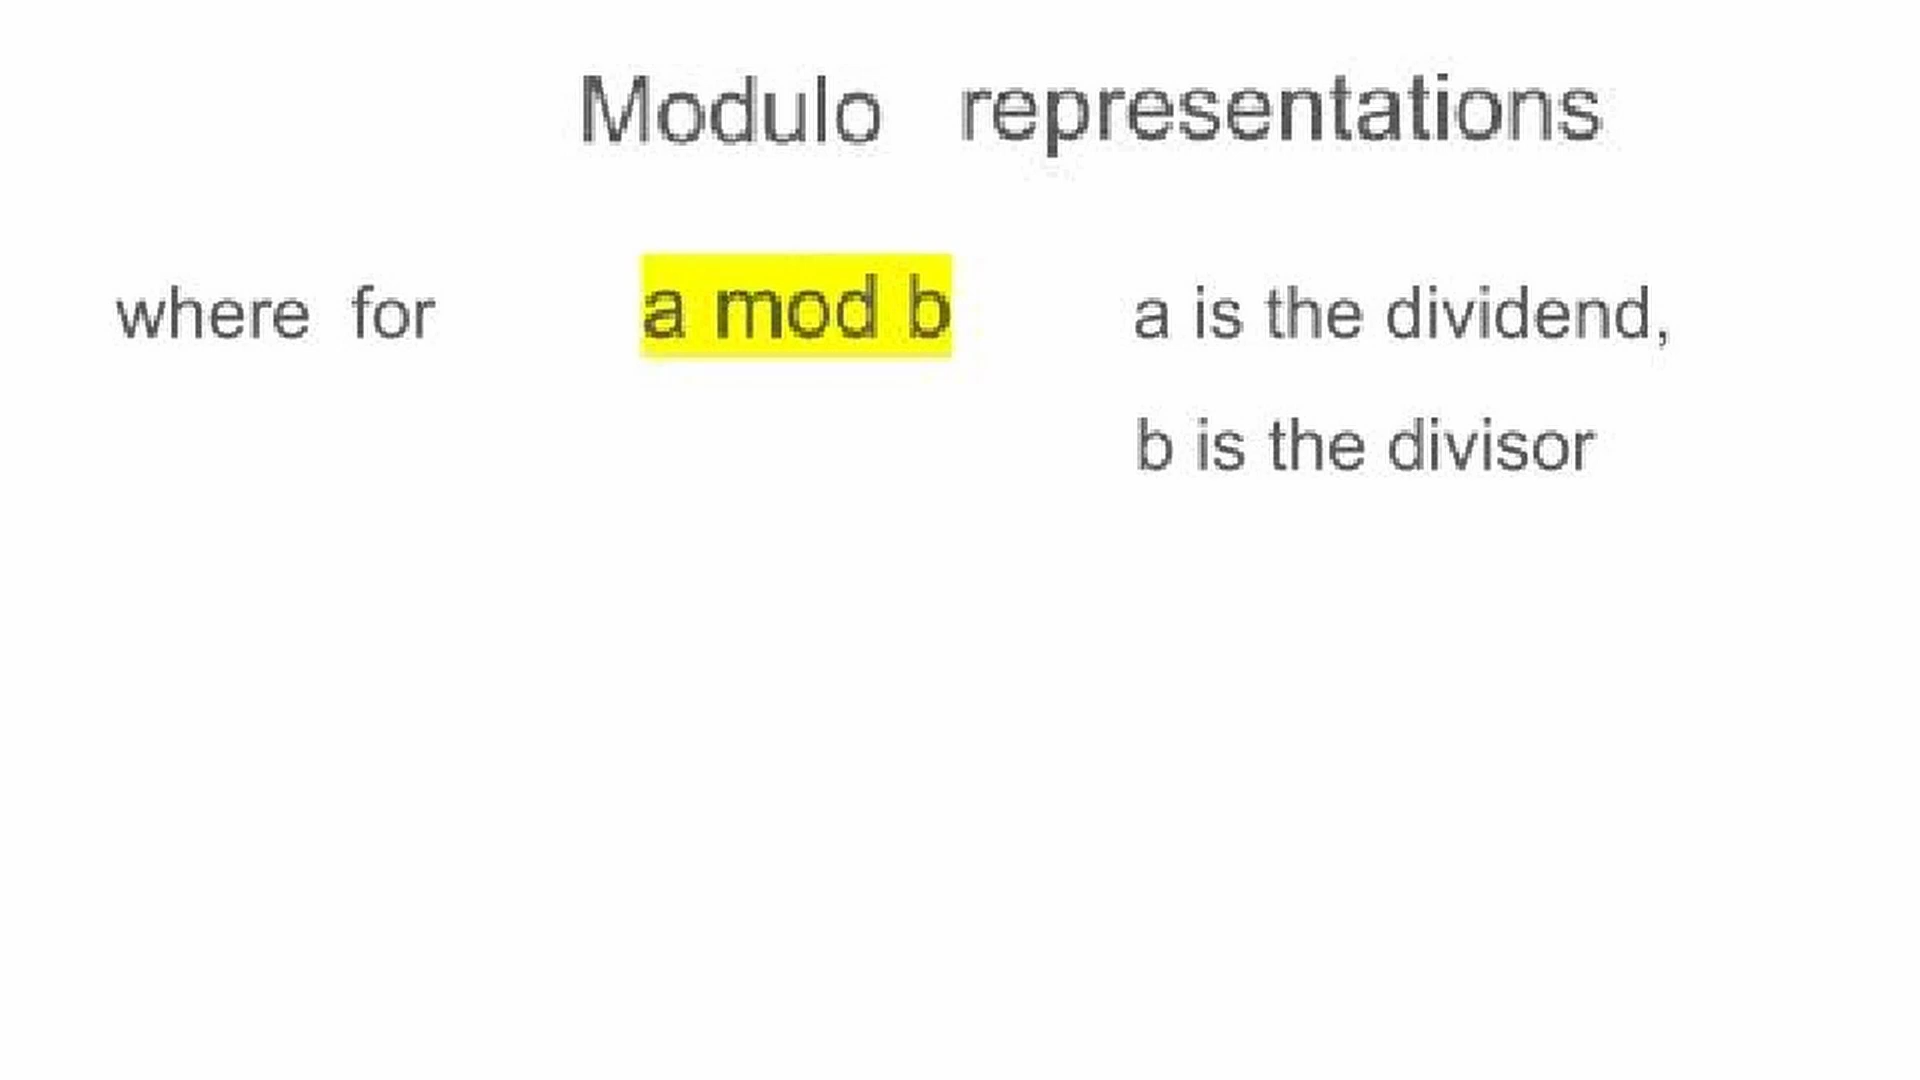 Modulo representations
where for a mod b a is the dividend,
b is the divisor